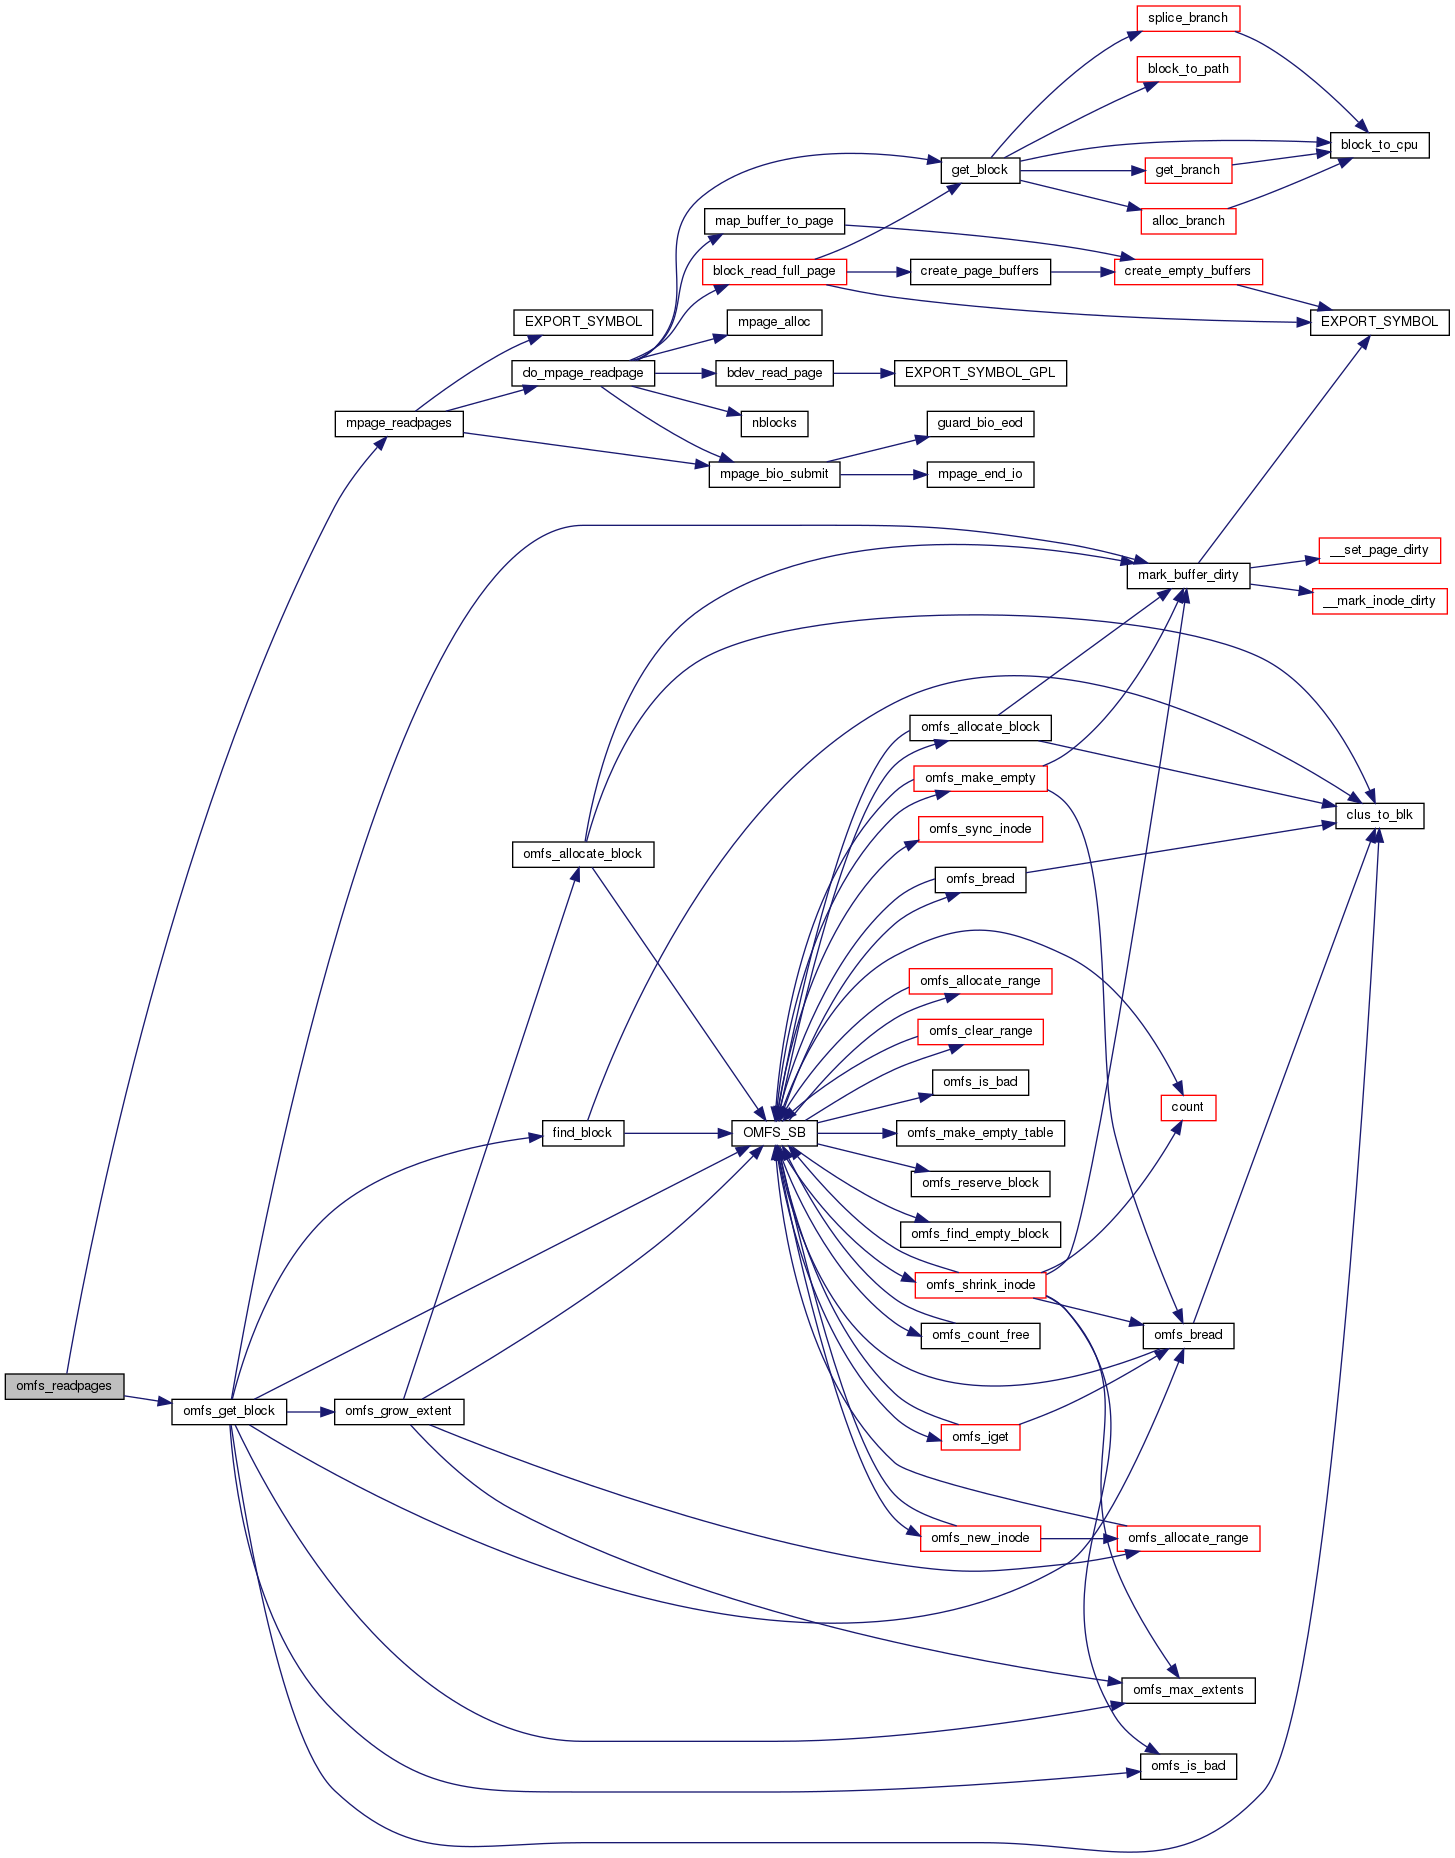 splice_branch
block_to_path
block_to_cpu
get_block
get_branch
alloc_branch
map_buffer_to_page
block_read_full_page
create_page_buffers
create_empty_buffers
EXPORT_SYMBOL
mpage_alloc
EXPORT_SYMBOL
do_mpage_readpage
bdev_read_page
EXPORT_SYMBOL_GPL
mpage_readpages
nblocks
guard_bio_eod
mpage_bio_submit
mpage_end_io
__set_page_dirty
mark_buffer_dirty
__mark_inode_dirty
omfs_allocate_block
omfs_make_empty
clus_to_blk
omfs_sync_inode
omfs_allocate_block
omfs_bread
omfs_allocate_range
omfs_clear_range
omfs_is_bad
count
find_block
OMFS_SB
omfs_make_empty_table
omfs_reserve_block
omfs_find_empty_block
omfs_shrink_inode
omfs_count_free
omfs_bread
omfs_readpages
omfs_get_block
omfs_grow_extent
omfs_iget
omfs_new_inode
omfs_allocate_range
omfs_max_extents
omfs_is_bad